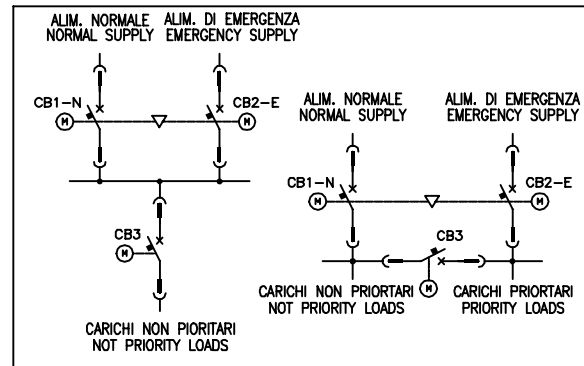 ALIM. NORMALE
NORMAL SUPPLY
ALIM. DI EMERGENZA
EMERGENCY SUPPLY
CB1-N
M
CB2-E
M
CB3
M
CARICHI NON PIORITARI
NOT PRIORITY LOADS
ALIM. NORMALE
NORMAL SUPPLY
ALIM. DI EMERGENZA
EMERGENCY SUPPLY
CB1-N
M
CB2-E
M
CB3
M
CARICHI NON PRIORTARI
NOT PRIORITY LOADS
CARICHI PRIORTARI
PRIORITY LOADS